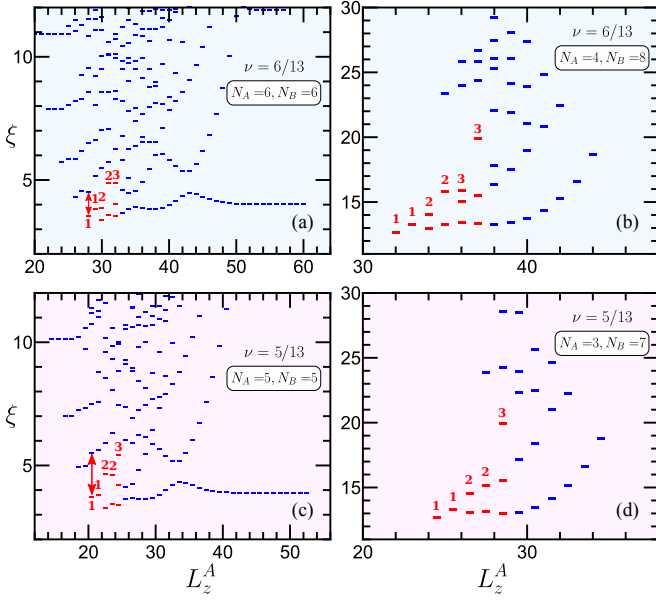 10
5
ξ
ν = 6/13
N_A=6, N_B=6
2 3
1 2
1
(a)
20 30 40 50 60
30
25
20
15
ν = 6/13
N_A=4, N_B=8
3
2 3
2
1 1
(b)
30 40
10
5
ξ
ν = 5/13
N_A=5, N_B=5
3
2 2
1
1
(c)
20 30 40 50
L_z^A
30
25
20
15
ν = 5/13
N_A=3, N_B=7
3
2 2
1 1
(d)
20 30
L_z^A